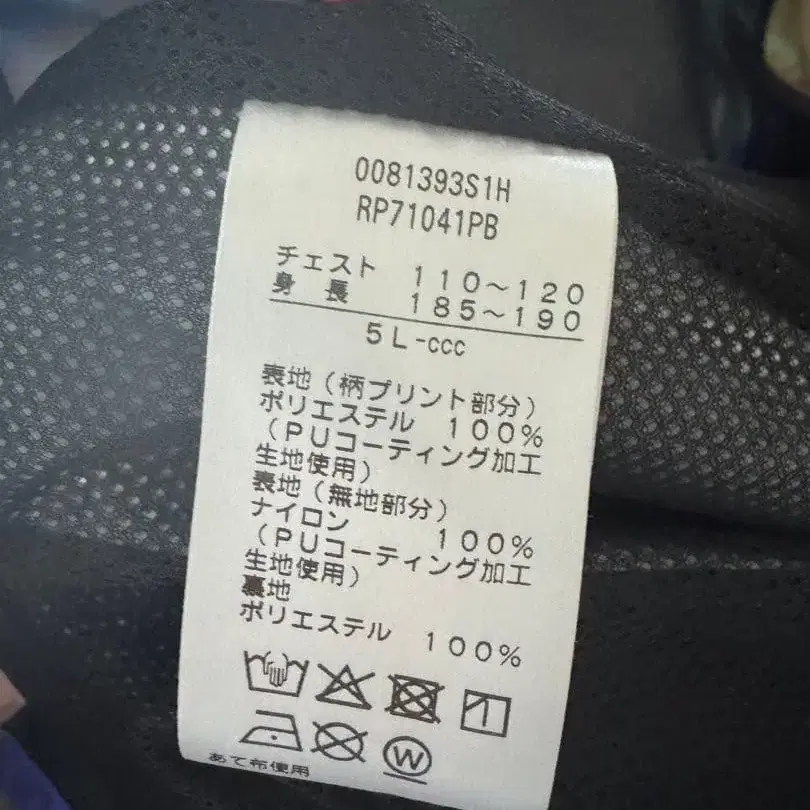 0081393S1H
RP71041PB
チェスト 110～120
身長 185～190
5L-ccc
表地（柄プリント部分）
ポリエステル 100%
（PUコーティング加工
生地使用）
表地（無地部分）
ナイロン 100%
（PUコーティング加工
生地使用）
裏地
ポリエステル 100%
W
あて布使用